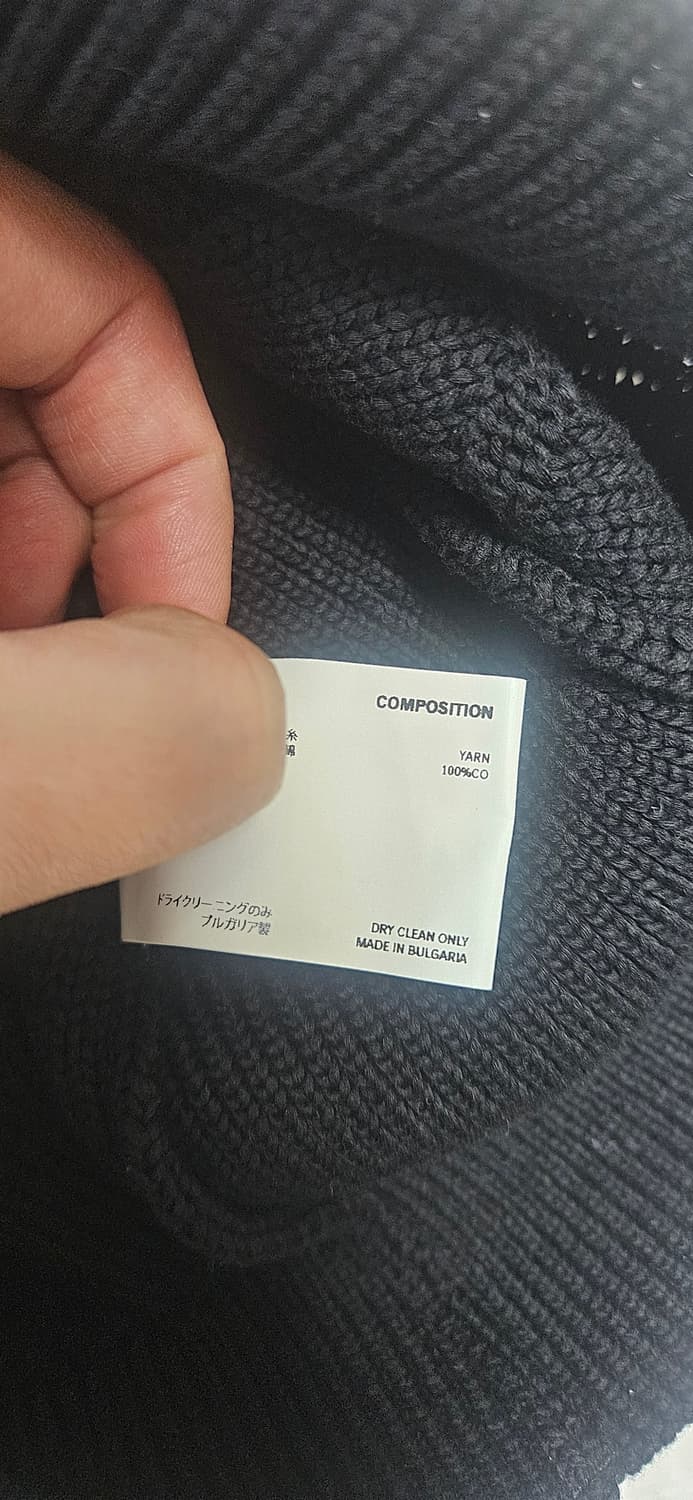 COMPOSITION
糸
YARN
綿
100%CO
ドライクリーニングのみ
ブルガリア製
DRY CLEAN ONLY
MADE IN BULGARIA